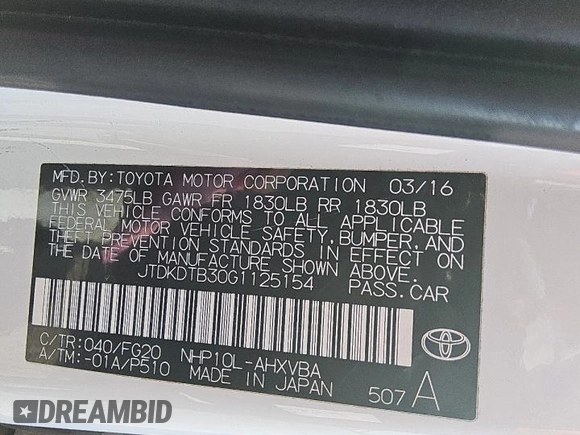 MFD.BY:TOYOTA MOTOR CORPORATION 03/16
GVWR 3475LB GAWR FR 1830LB RR 1830LB
THIS VEHICLE CONFORMS TO ALL APPLICABLE
FEDERAL MOTOR VEHICLE SAFETY,BUMPER,AND
THEFT PREVENTION STANDARDS IN EFFECT ON
THE DATE OF MANUFACTURE SHOWN ABOVE.
JTDKDTB30G1125154 PASS.CAR
C/TR:040/FG20 NHP10L-AHXVBA
A/TM:-01A/P510 MADE IN JAPAN
507 A
DREAMBID